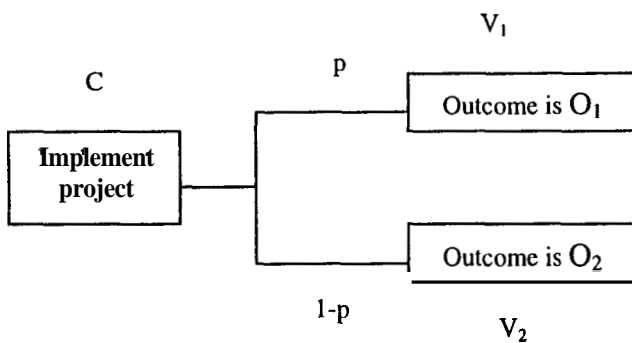 V₁
p
C
Outcome is O₁
Implement
project
Outcome is O₂
1-p
V₂